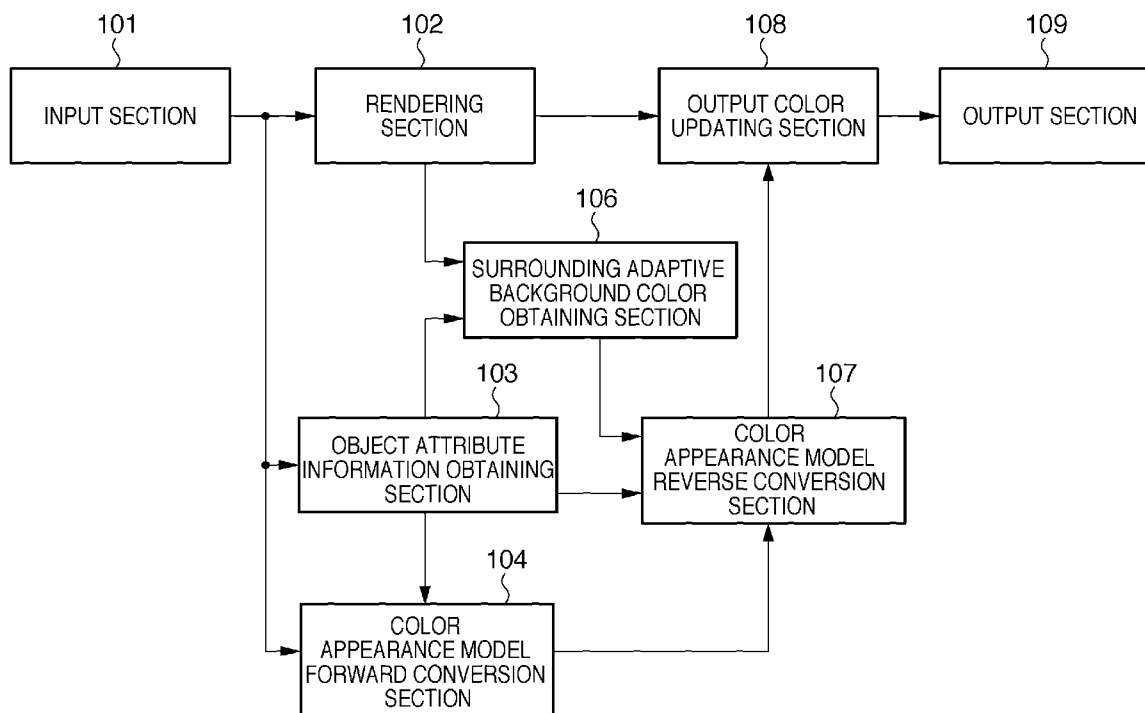 101
INPUT SECTION
102
RENDERING
SECTION
108
OUTPUT COLOR
UPDATING SECTION
109
OUTPUT SECTION
106
SURROUNDING ADAPTIVE
BACKGROUND COLOR
OBTAINING SECTION
103
OBJECT ATTRIBUTE
INFORMATION OBTAINING
SECTION
107
COLOR
APPEARANCE MODEL
REVERSE CONVERSION
SECTION
104
COLOR
APPEARANCE MODEL
FORWARD CONVERSION
SECTION